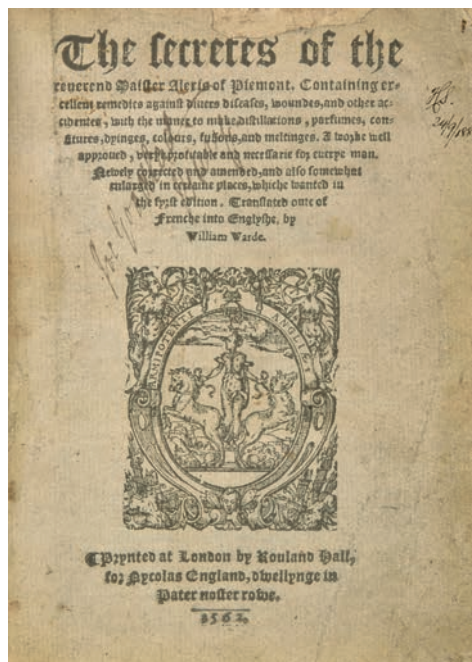 The secretes of the
reuerend Maister Alexis of Piemont. Containing ex-
cellent remedies against diuers diseases, woundes, and other ac-
cidentes, with the maner to make distillations, parfumes, con-
fitures, dyinges, colours, fusions, and meltinges. A worke well
approued, verye profitable and necessarie for euerye man.
Newely corrected and amended, and also somewhat
enlarged in certaine places, whiche wanted in
the fyrst edition. Translated oute of
Frenche into Englyshe, by
William Warde.
ARMIPOTENTI ANGLIÆ
¶ Prynted at London by Rouland Hall,
for Nycolas England, dwellynge in
Pater noster rowe.
1562.